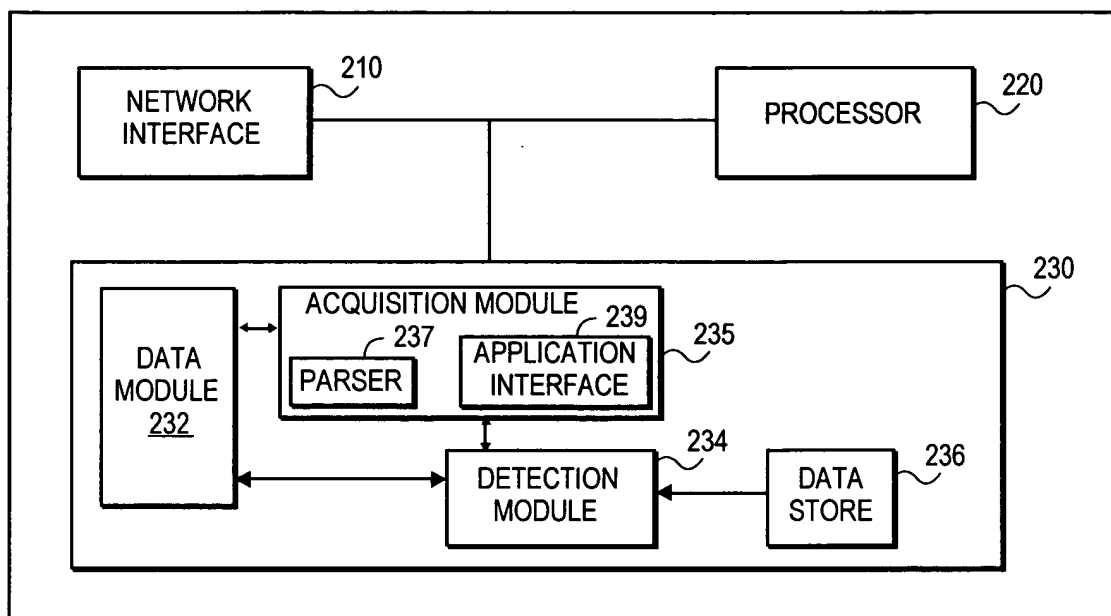 NETWORK
INTERFACE
210
PROCESSOR
220
230
DATA
MODULE
232
ACQUISITION MODULE
237
PARSER
239
APPLICATION
INTERFACE
235
DETECTION
MODULE
234
DATA
STORE
236